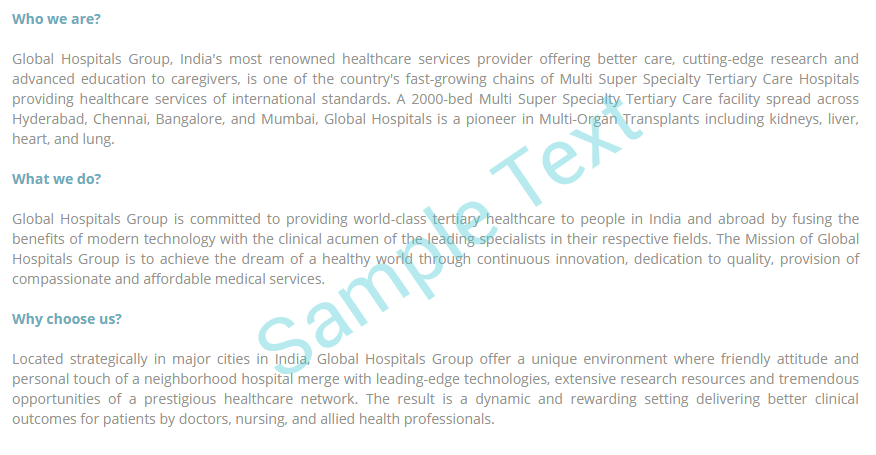 Who we are?
Global Hospitals Group, India's most renowned healthcare services provider offering better care, cutting-edge research and
advanced education to caregivers, is one of the country's fast-growing chains of Multi Super Specialty Tertiary Care Hospitals
providing healthcare services of international standards. A 2000-bed Multi Super Specialty Tertiary Care facility spread across
Hyderabad, Chennai, Bangalore, and Mumbai, Global Hospitals is a pioneer in Multi-Organ Transplants including kidneys, liver,
heart, and lung.
What we do?
Global Hospitals Group is committed to providing world-class tertiary healthcare to people in India and abroad by fusing the
benefits of modern technology with the clinical acumen of the leading specialists in their respective fields. The Mission of Global
Hospitals Group is to achieve the dream of a healthy world through continuous innovation, dedication to quality, provision of
compassionate and affordable medical services.
Why choose us?
Located strategically in major cities in India, Global Hospitals Group offer a unique environment where friendly attitude and
personal touch of a neighborhood hospital merge with leading-edge technologies, extensive research resources and tremendous
opportunities of a prestigious healthcare network. The result is a dynamic and rewarding setting delivering better clinical
outcomes for patients by doctors, nursing, and allied health professionals.
Sample Text